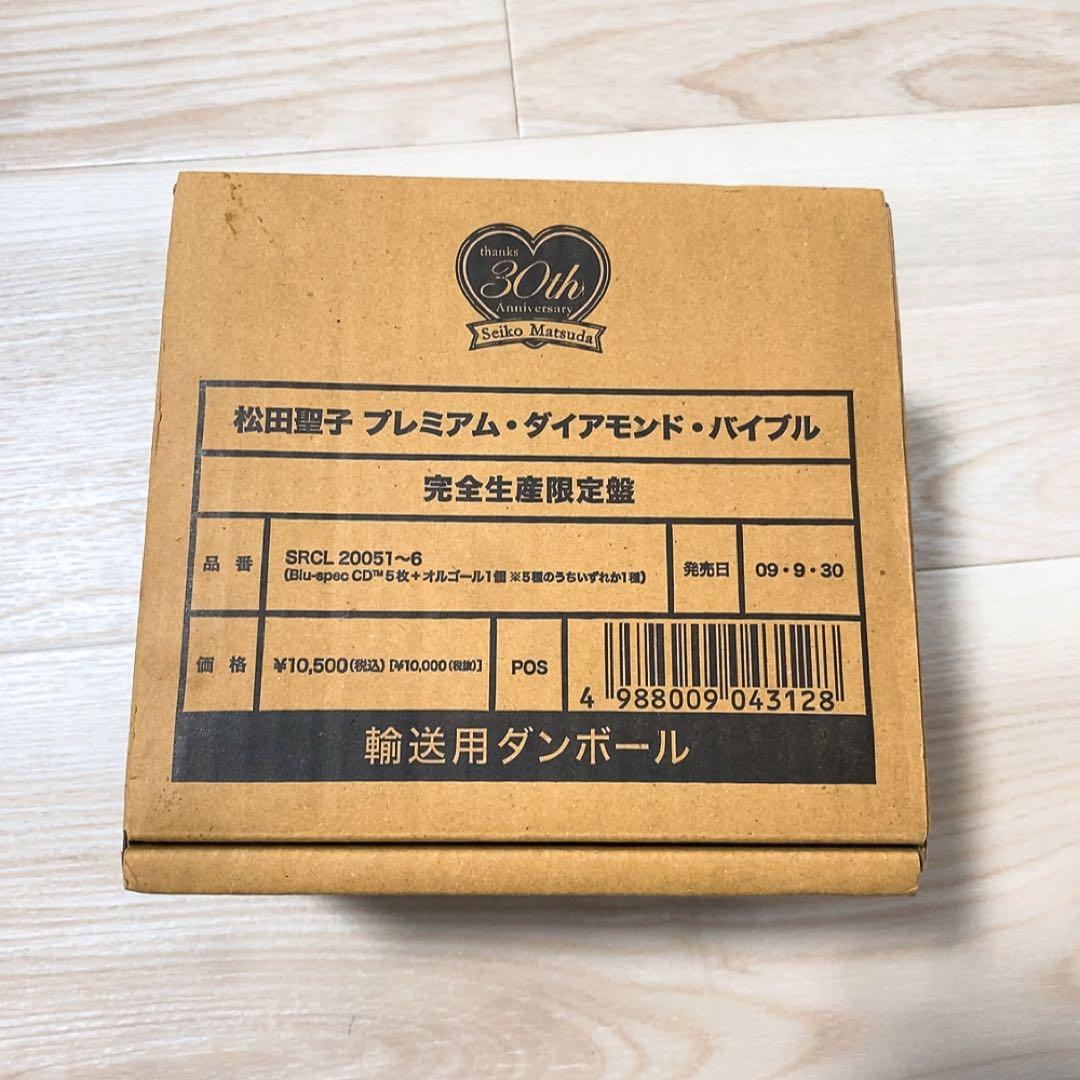 thanks
30th
Anniversary
Seiko Matsuda
松田聖子 プレミアム・ダイアモンド・バイブル
完全生産限定盤
品番
SRCL 20051〜6
(Blu-spec CD™5枚+オルゴール1個 ※5種のうちいずれか1種)
発売日
09・9・30
価格
¥10,500(税込) [¥10,000(税抜)]
POS
4 988009 043128
輸送用ダンボール